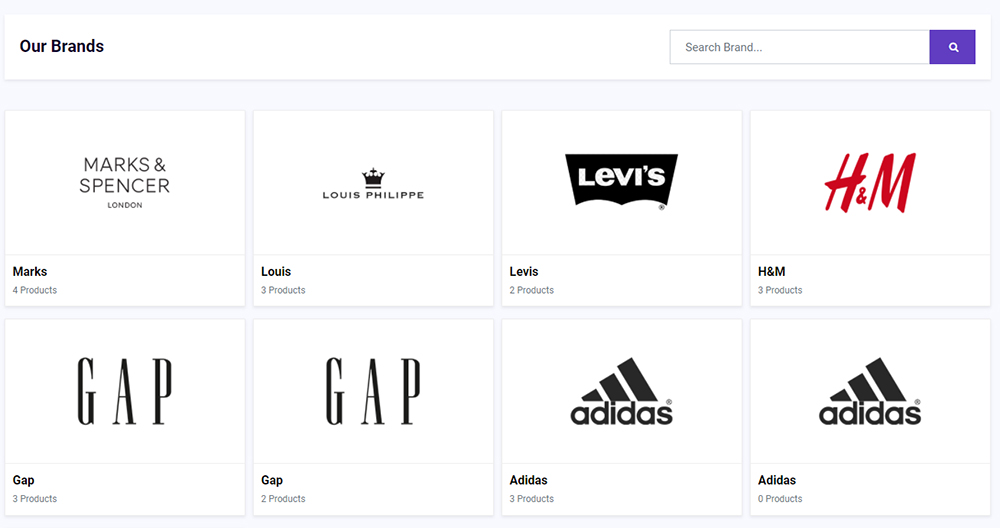 Our Brands
Search Brand...
MARKS &
SPENCER
LONDON
LOUIS PHILIPPE
LEVI'S
®
H&M
Marks
4 Products
Louis
3 Products
Levis
2 Products
H&M
3 Products
GAP
GAP
adidas®
adidas®
Gap
3 Products
Gap
2 Products
Adidas
3 Products
Adidas
0 Products